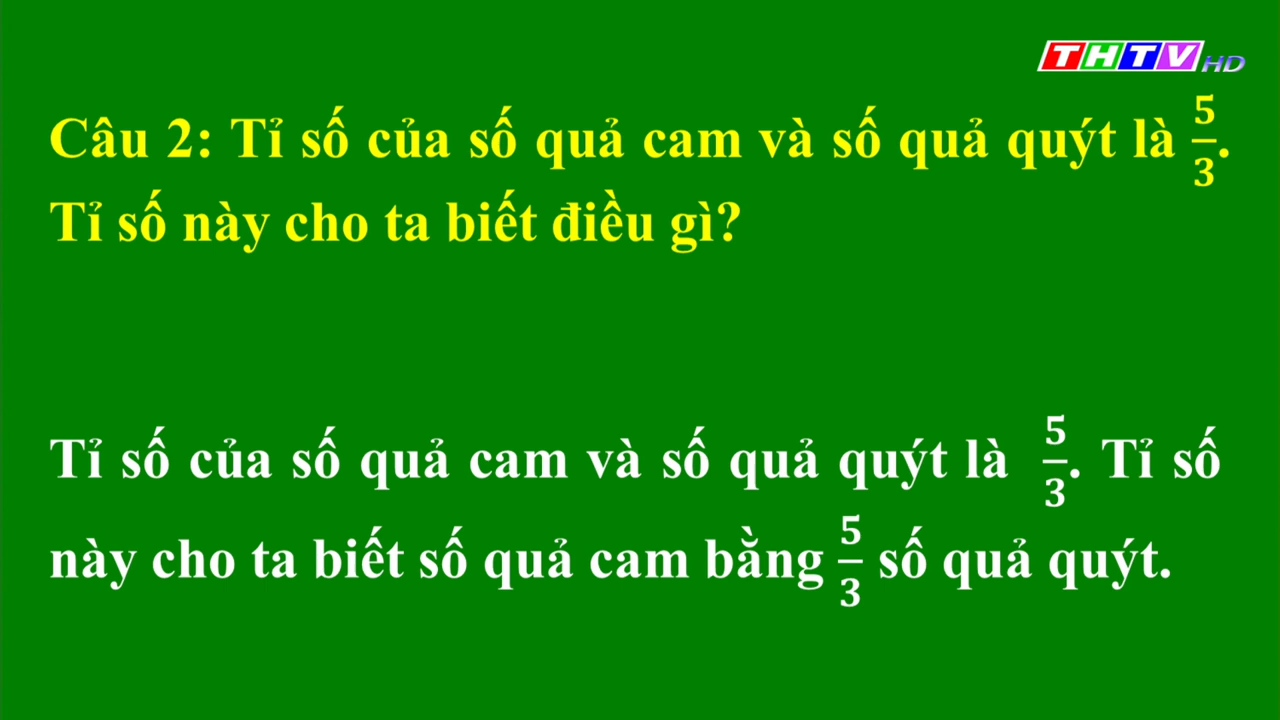 THTV HD
Câu 2: Tỉ số của số quả cam và số quả quýt là 5/3.
Tỉ số này cho ta biết điều gì?
Tỉ số của số quả cam và số quả quýt là 5/3. Tỉ số
này cho ta biết số quả cam bằng 5/3 số quả quýt.